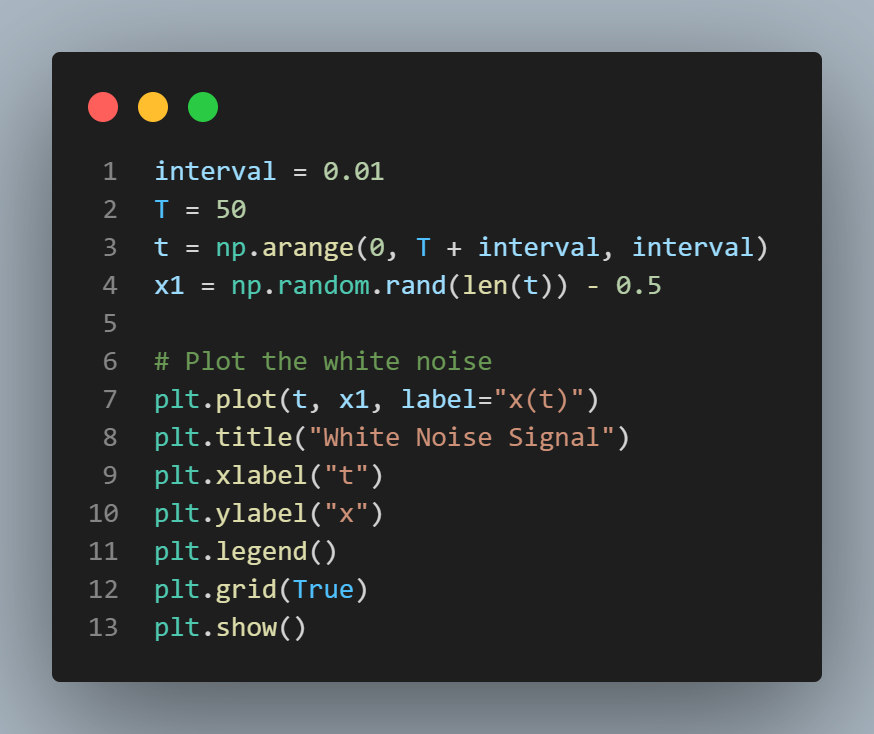 1 interval = 0.01
2 T = 50
3 t = np.arange(0, T + interval, interval)
4 x1 = np.random.rand(len(t)) - 0.5
5
6 # Plot the white noise
7 plt.plot(t, x1, label="x(t)")
8 plt.title("White Noise Signal")
9 plt.xlabel("t")
10 plt.ylabel("x")
11 plt.legend()
12 plt.grid(True)
13 plt.show()